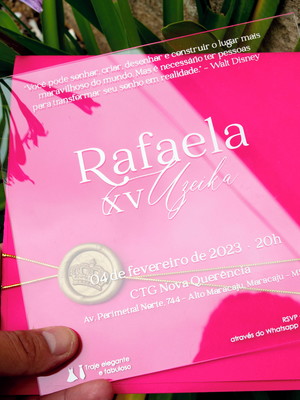 "Você pode sonhar, criar, desenhar e construir o lugar mais
maravilhoso do mundo. Mas é necessário ter pessoas
para transformar seu sonho em realidade." - Walt Disney
Rafaela
Uzeika
XV
04 de fevereiro de 2023 · 20h
CTG Nova Querência
Av. Perimetral Norte, 744 - Alto Maracaju, Maracaju - MS
RSVP
através do Whatsapp
Traje elegante
e fabuloso